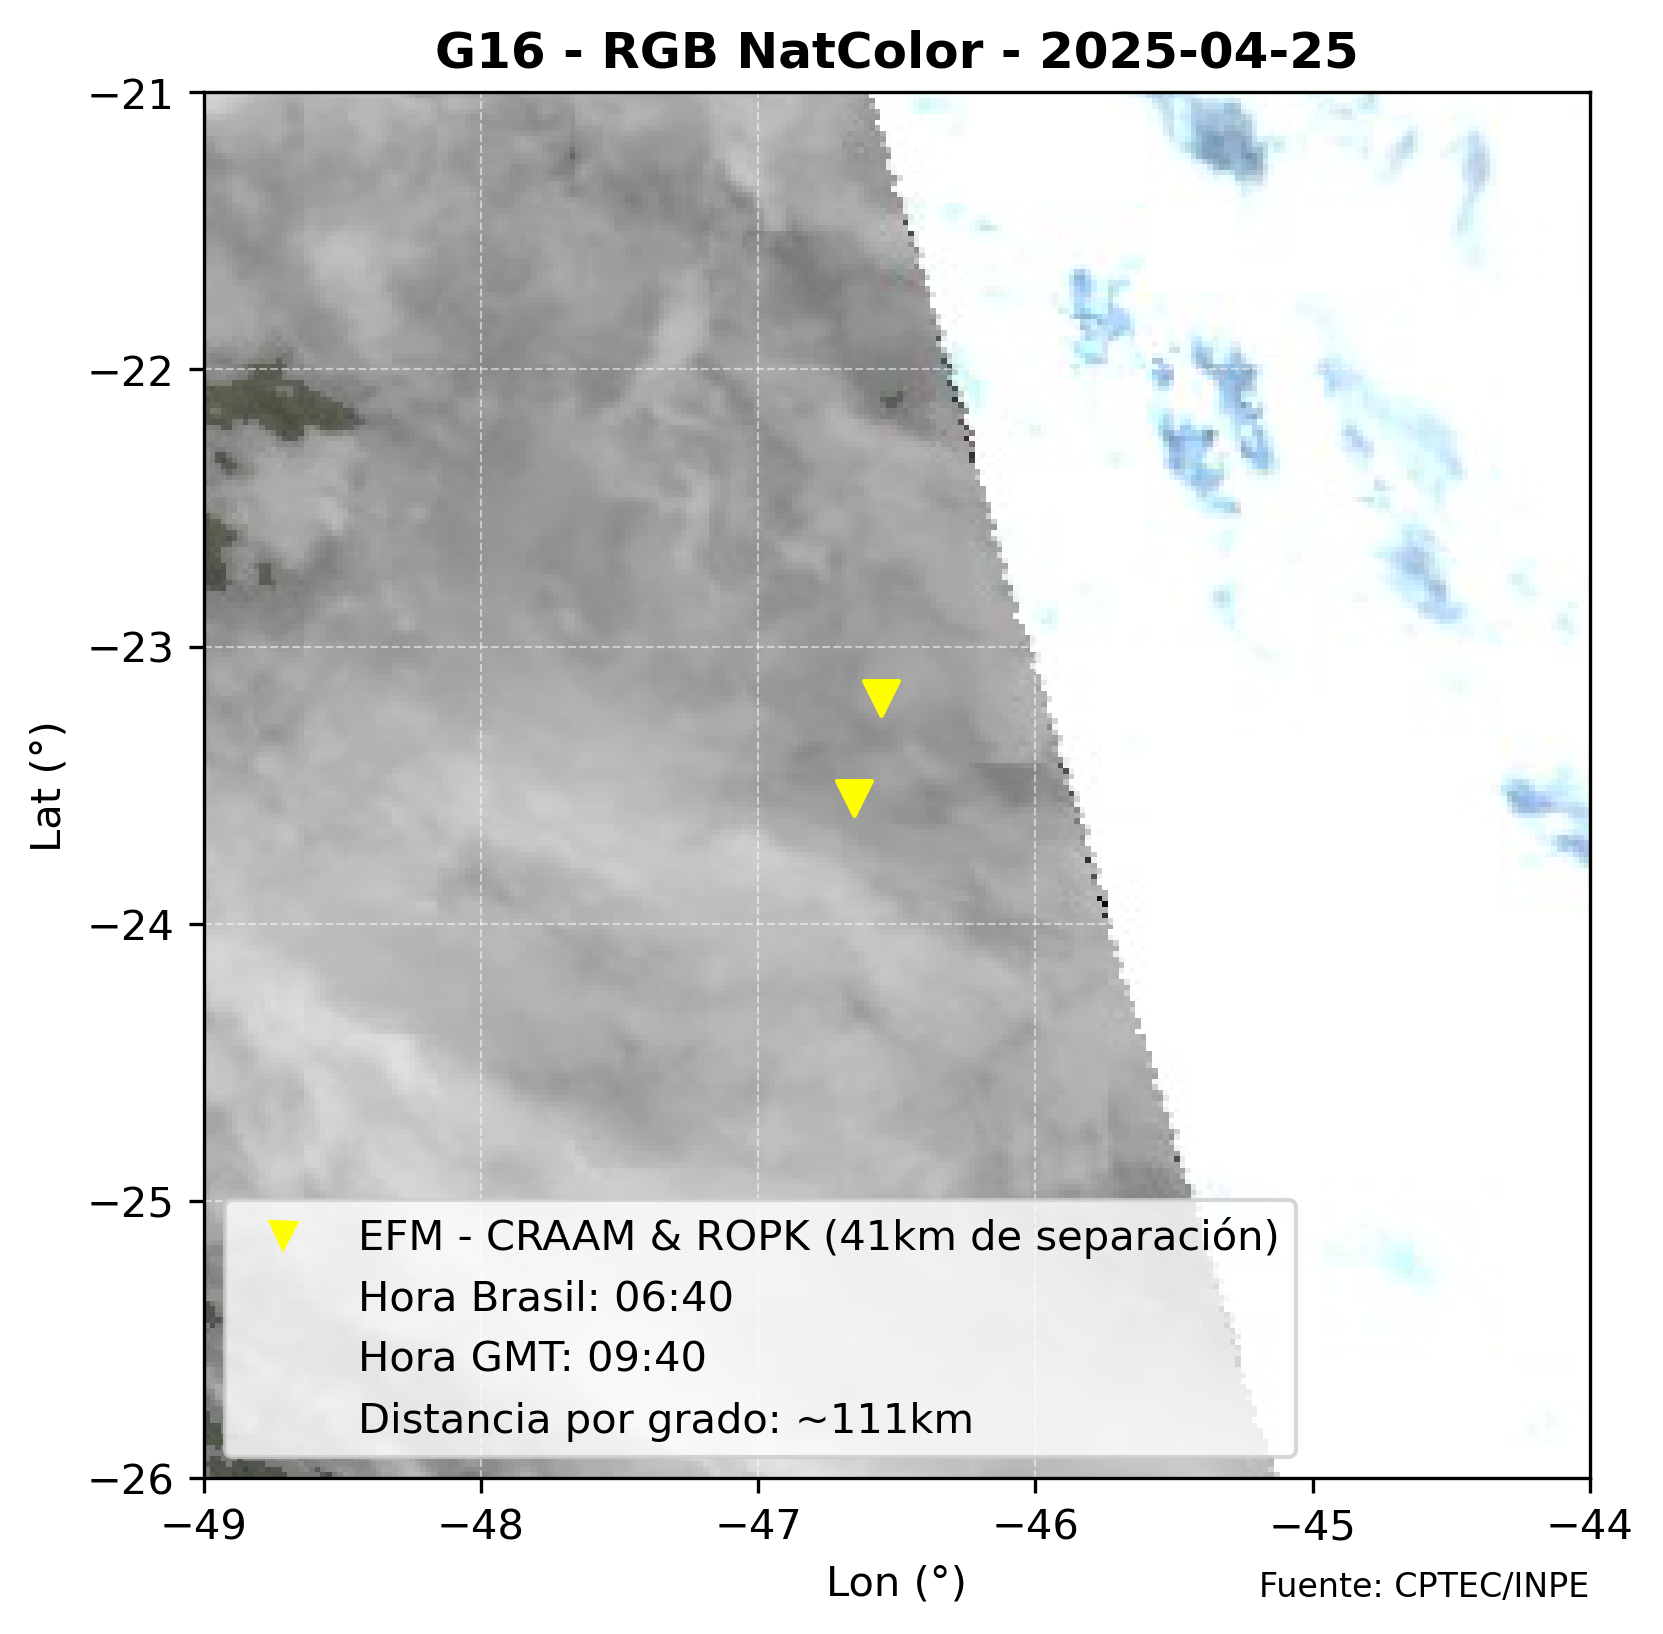 G16 - RGB NatColor - 2025-04-25
−21
−22
−23
−24
−25
−26
Lat (°)
EFM - CRAAM & ROPK (41km de separación)
Hora Brasil: 06:40
Hora GMT: 09:40
Distancia por grado: ~111km
−49 −48 −47 −46 −45 −44
Lon (°)
Fuente: CPTEC/INPE